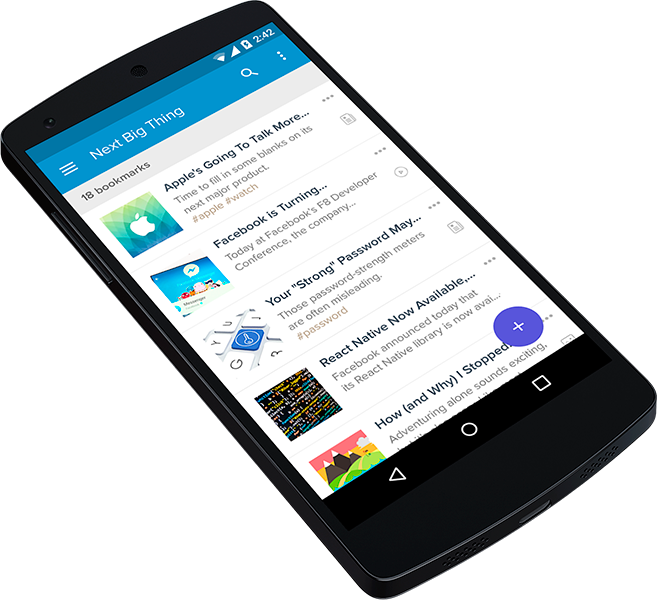 2:42
Next Big Thing
18 bookmarks
Apple's Going To Talk More...
Time to fill in some blanks on its
next major product.
#apple #watch
Facebook is Turning...
Today at Facebook's F8 Developer
Conference, the company...
Messenger
Your "Strong" Password May...
Those password-strength meters
are often misleading.
#password
React Native Now Available,...
Facebook announced today that
its React Native library is now avai...
How (and Why) I Stopped
Adventuring alone sounds exciting,